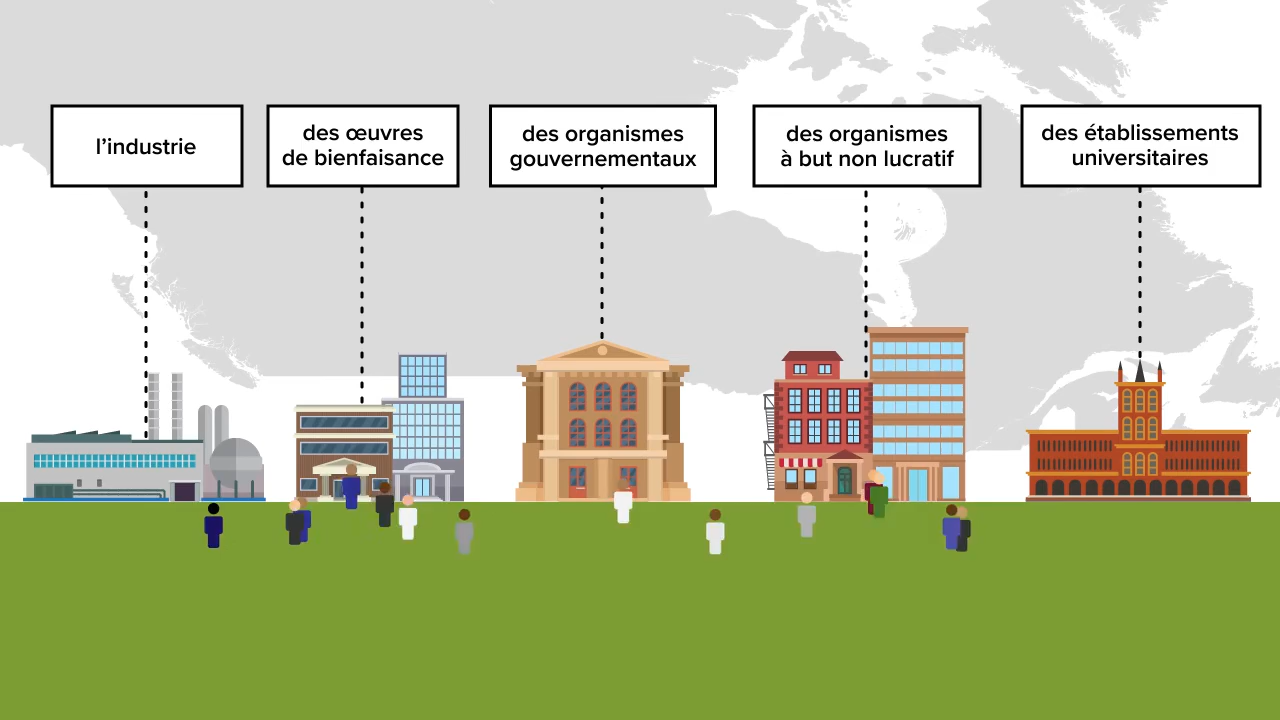 l'industrie
des œuvres
de bienfaisance
des organismes
gouvernementaux
des organismes
à but non lucratif
des établissements
universitaires